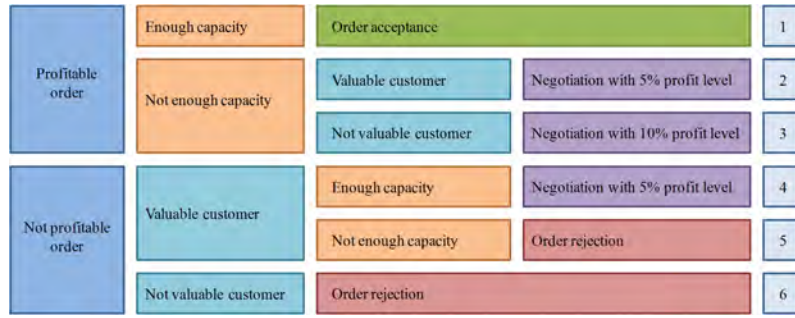 Enough capacity
Order acceptance
1
Profitable
order
Not enough capacity
Valuable customer
Negotiation with 5% profit level
2
Not valuable customer
Negotiation with 10% profit level
3
Not profitable
order
Valuable customer
Enough capacity
Negotiation with 5% profit level
4
Not enough capacity
Order rejection
5
Not valuable customer
Order rejection
6